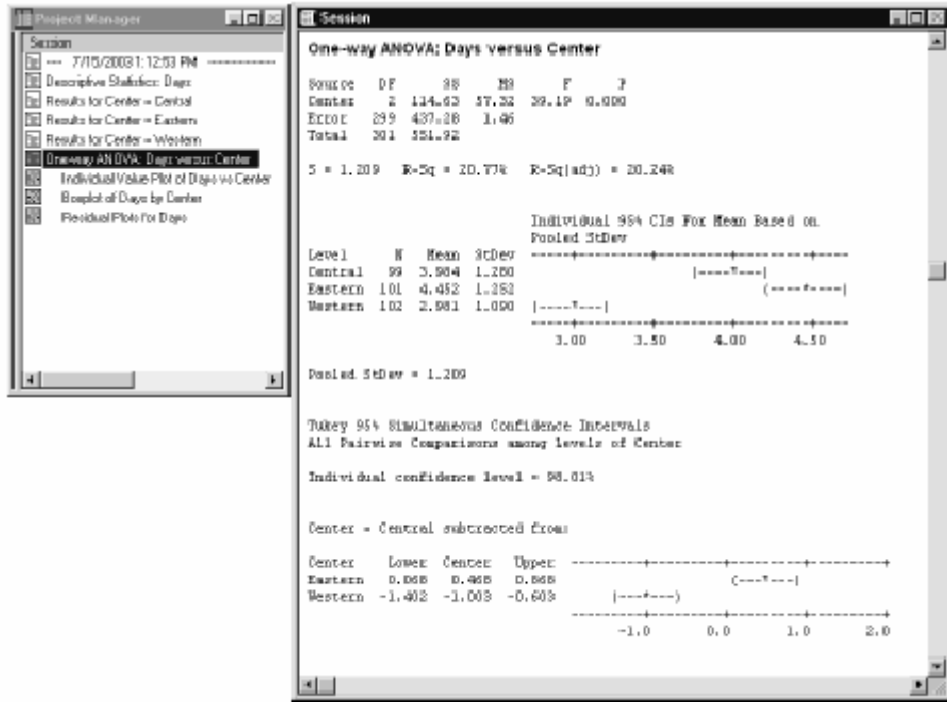 Project Manager
Session
--- 7/15/2003 1:12:53 PM -----------
Descriptive Statistics: Days
Results for Center = Central
Results for Center = Eastern
Results for Center = Western
One-way ANOVA: Days versus Center
Individual Value Plot of Days vs Center
Boxplot of Days by Center
Residual Plots for Days
Session
One-way ANOVA: Days versus Center
Source DF SS MS F P
Center 2 114.63 57.32 39.19 0.000
Error 299 437.28 1.46
Total 301 551.92
S = 1.209 R-Sq = 20.77% R-Sq(adj) = 20.24%
Individual 95% CIs For Mean Based on
Pooled StDev
Level N Mean StDev -----+---------+---------+---------+----
Central 99 3.984 1.280 (----*---)
Eastern 101 4.452 1.252 (----*----)
Western 102 2.981 1.090 (----*---)
-----+---------+---------+---------+----
3.00 3.50 4.00 4.50
Pooled StDev = 1.209
Tukey 95% Simultaneous Confidence Intervals
All Pairwise Comparisons among Levels of Center
Individual confidence level = 98.01%
Center = Central subtracted from:
Center Lower Center Upper ---------+---------+---------+---------+
Eastern 0.068 0.468 0.868 (---*---)
Western -1.402 -1.003 -0.603 (---*---)
---------+---------+---------+---------+
-1.0 0.0 1.0 2.0